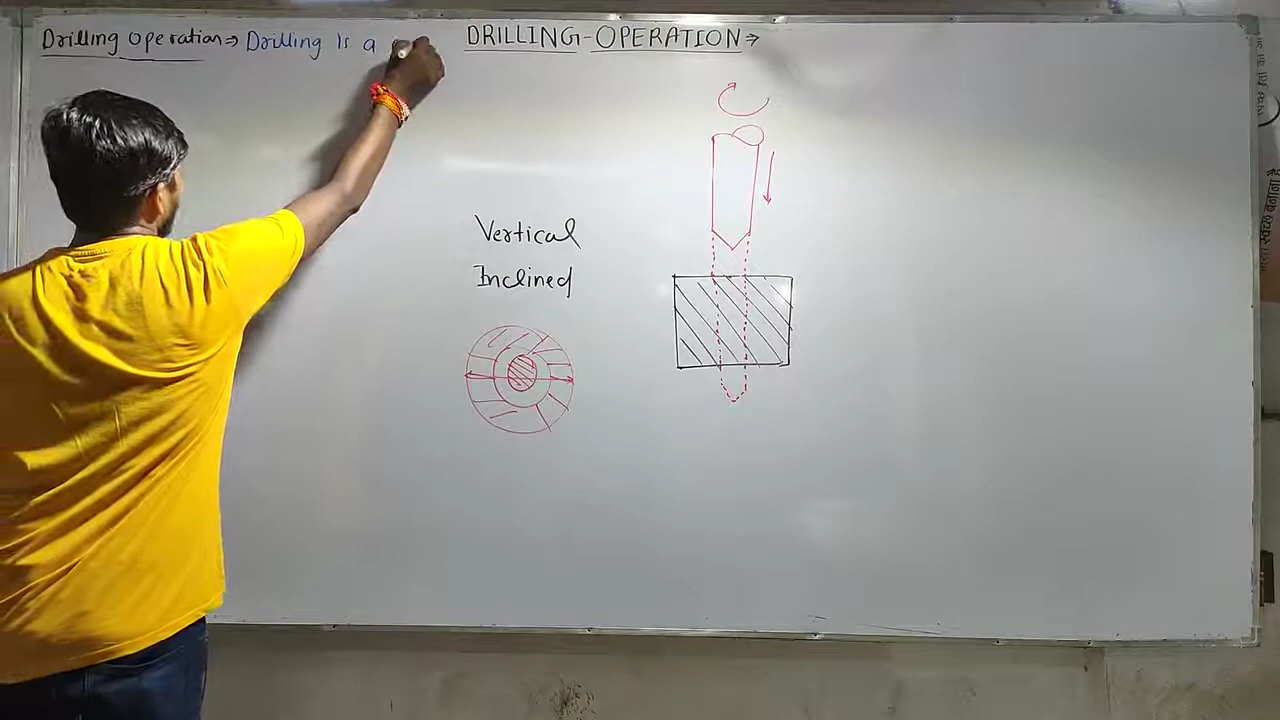 Drilling operation→ Drilling Is a
DRILLING-OPERATION→
Vertical
Inclined